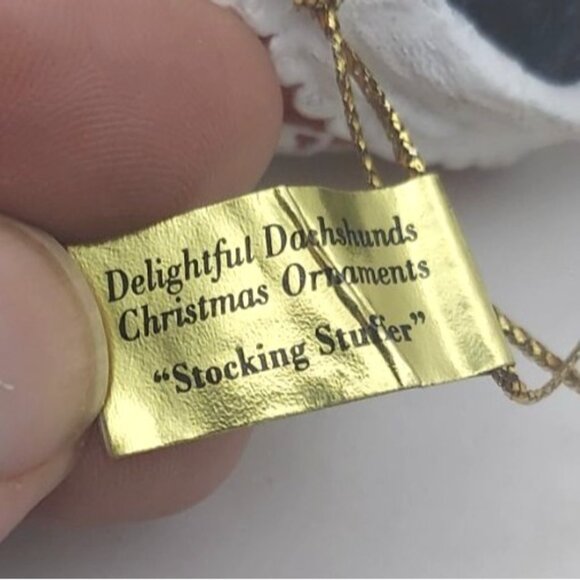 Delightful Dachshunds
Christmas Ornaments
“Stocking Stuffer”